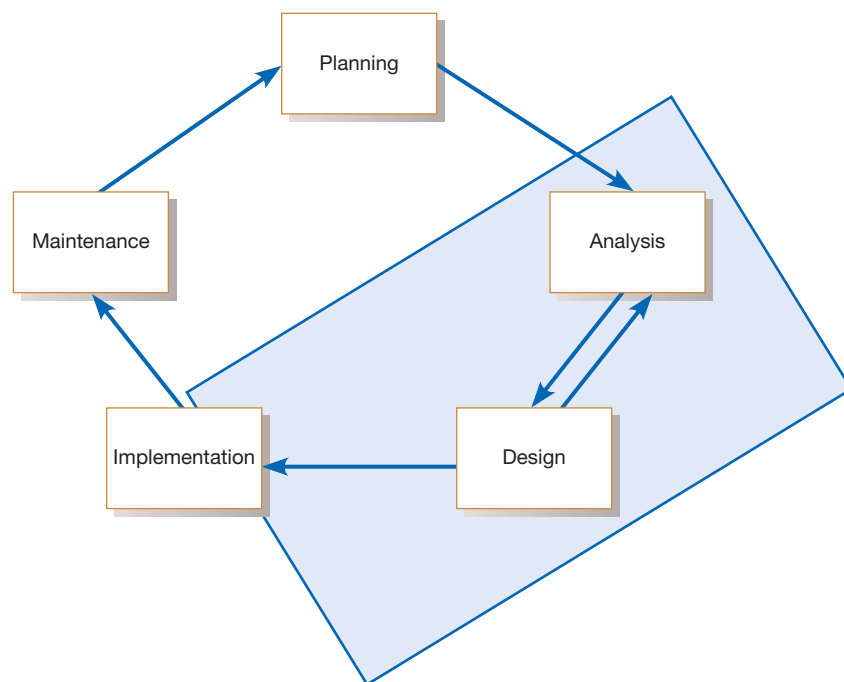 Planning
Maintenance
Analysis
Implementation
Design